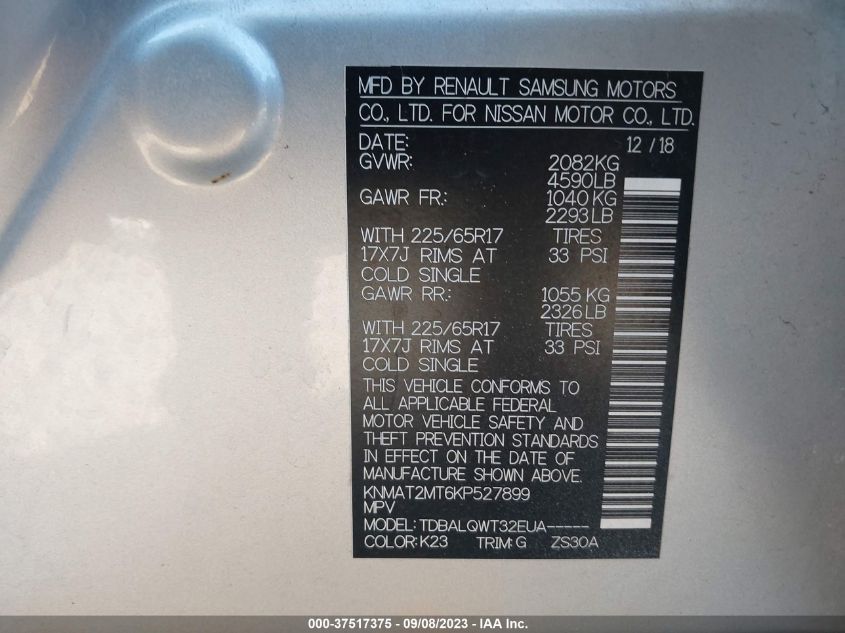 MFD BY RENAULT SAMSUNG MOTORS
CO., LTD. FOR NISSAN MOTOR CO., LTD.
DATE: 12 / 18
GVWR: 2082KG
4590LB
GAWR FR.: 1040 KG
2293 LB
WITH 225/65R17 TIRES
17X7J RIMS AT 33 PSI
COLD SINGLE
GAWR RR.: 1055 KG
2326 LB
WITH 225/65R17 TIRES
17X7J RIMS AT 33 PSI
COLD SINGLE
THIS VEHICLE CONFORMS TO
ALL APPLICABLE FEDERAL
MOTOR VEHICLE SAFETY AND
THEFT PREVENTION STANDARDS
IN EFFECT ON THE DATE OF
MANUFACTURE SHOWN ABOVE.
KNMAT2MT6KP527899
MPV
MODEL: TDBALQWT32EUA-----
COLOR: K23 TRIM: G ZS30A
000-37517375 - 09/08/2023 - IAA Inc.